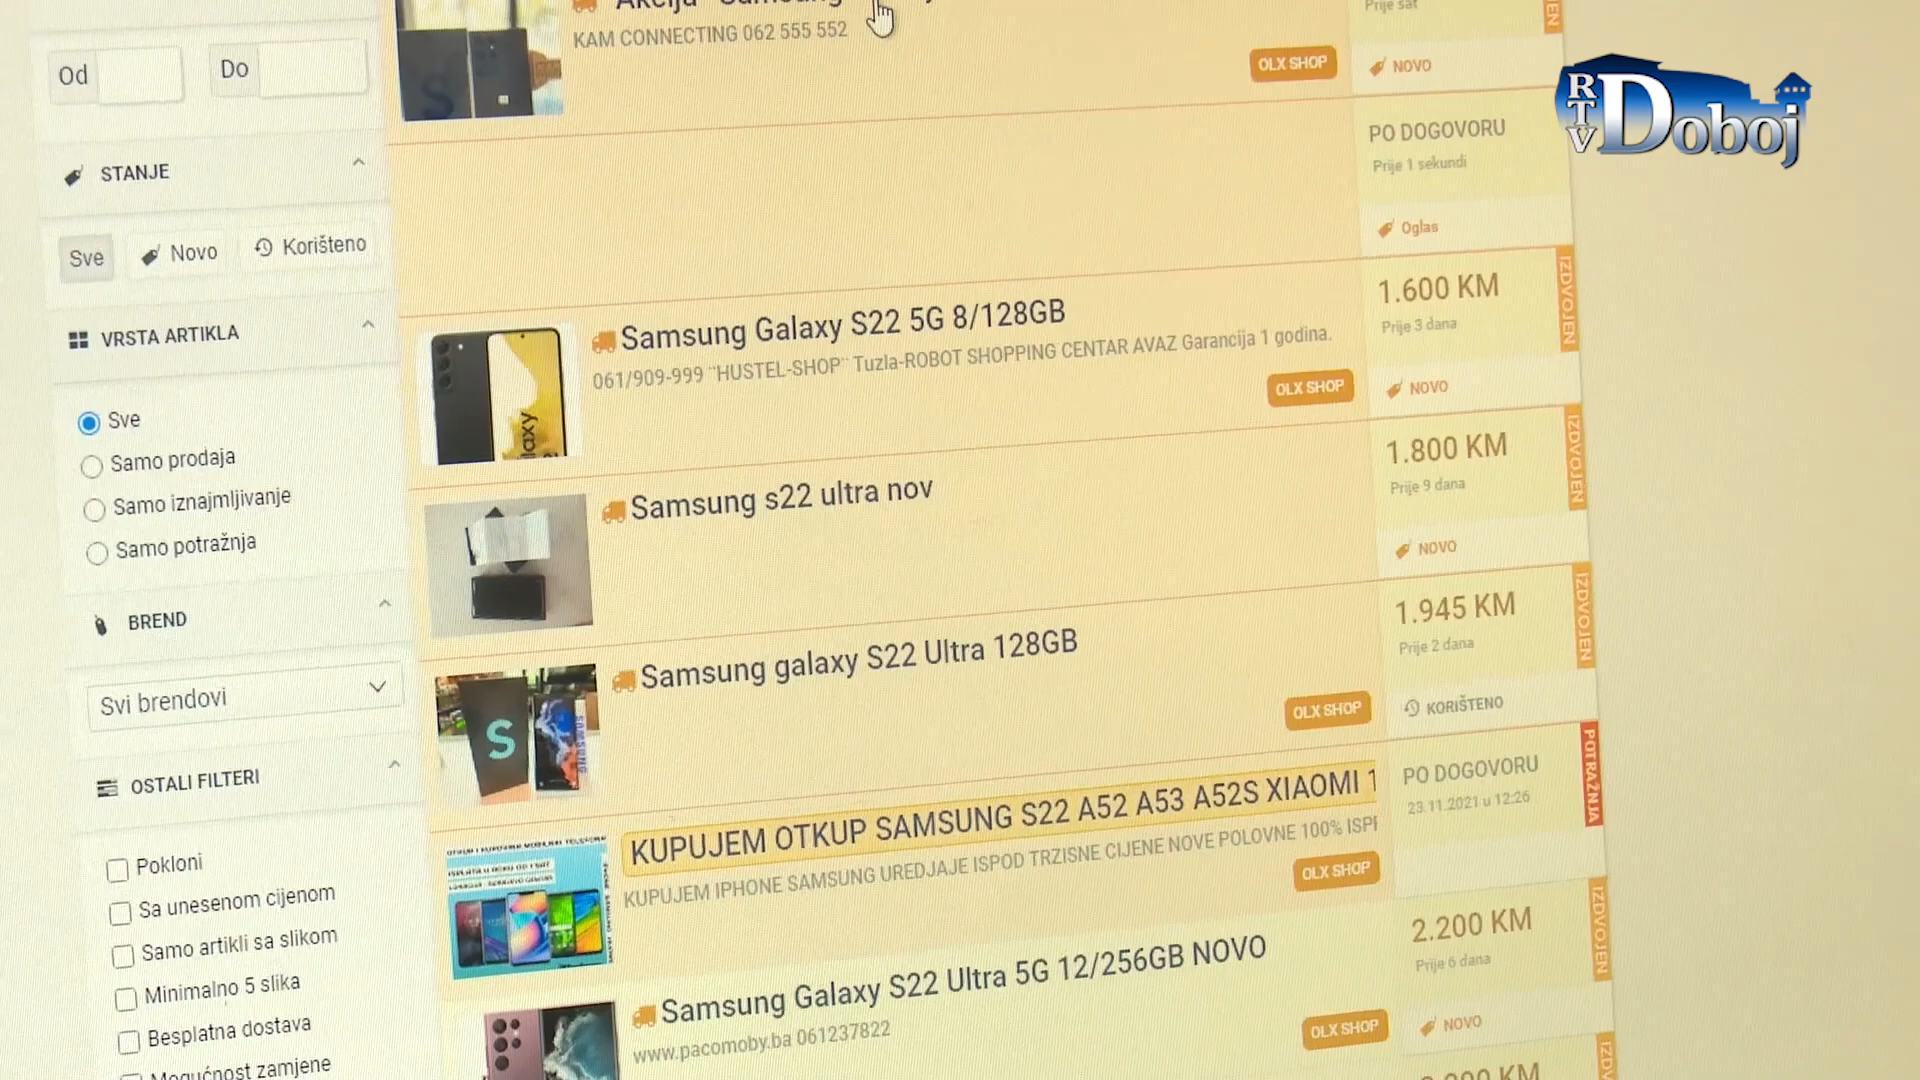 Od
Do
STANJE
Sve
Novo
Korišteno
VRSTA ARTIKLA
Sve
Samo prodaja
Samo iznajmljivanje
Samo potražnja
BREND
Svi brendovi
OSTALI FILTERI
Pokloni
Sa unesenom cijenom
Samo artikli sa slikom
Minimalno 5 slika
Besplatna dostava
Mogućnost zamjene
KAM CONNECTING 062 555 552
OLX SHOP
Prije sat
NOVO
PO DOGOVORU
Prije 1 sekundi
Oglas
Samsung Galaxy S22 5G 8/128GB
061/909-999 "HUSTEL-SHOP" Tuzla-ROBOT SHOPPING CENTAR AVAZ Garancija 1 godina.
OLX SHOP
1.600 KM
Prije 3 dana
NOVO
IZDVOJEN
Samsung s22 ultra nov
1.800 KM
Prije 9 dana
NOVO
IZDVOJEN
Samsung galaxy S22 Ultra 128GB
OLX SHOP
1.945 KM
Prije 2 dana
KORIŠTENO
IZDVOJEN
S
SAMSUNG
KUPUJEM OTKUP SAMSUNG S22 A52 A53 A52S XIAOMI 1
KUPUJEM IPHONE SAMSUNG UREDJAJE ISPOD TRZISNE CIJENE NOVE POLOVNE 100% ISPR
OLX SHOP
PO DOGOVORU
23.11.2021 u 12:26
POTRAŽNJA
Samsung Galaxy S22 Ultra 5G 12/256GB NOVO
www.pacomoby.ba 061237822
OLX SHOP
2.200 KM
Prije 6 dana
NOVO
IZDVOJEN
RTV Doboj